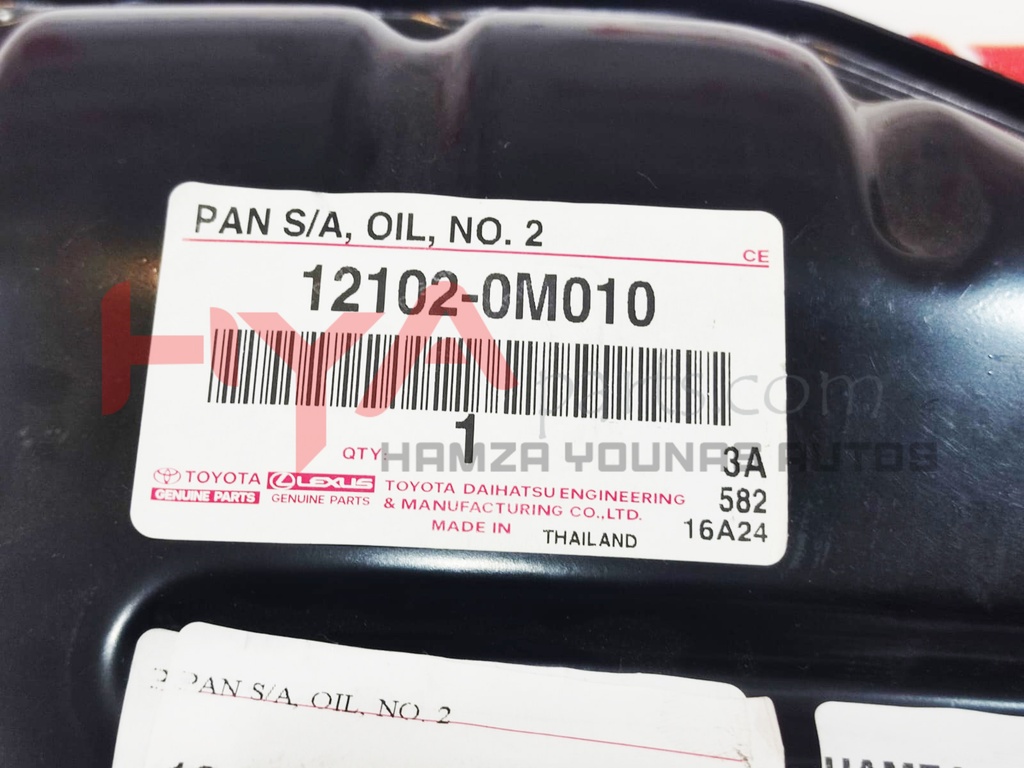 PAN S/A, OIL, NO. 2
CE
12102-0M010
HYA parts.com
1
QTY.
HAMZA YOUNAS AUTOS
3A
TOYOTA LEXUS
GENUINE PARTS GENUINE PARTS
TOYOTA DAIHATSU ENGINEERING
& MANUFACTURING CO.,LTD.
582
MADE IN THAILAND
16A24
PAN S/A, OIL, NO. 2